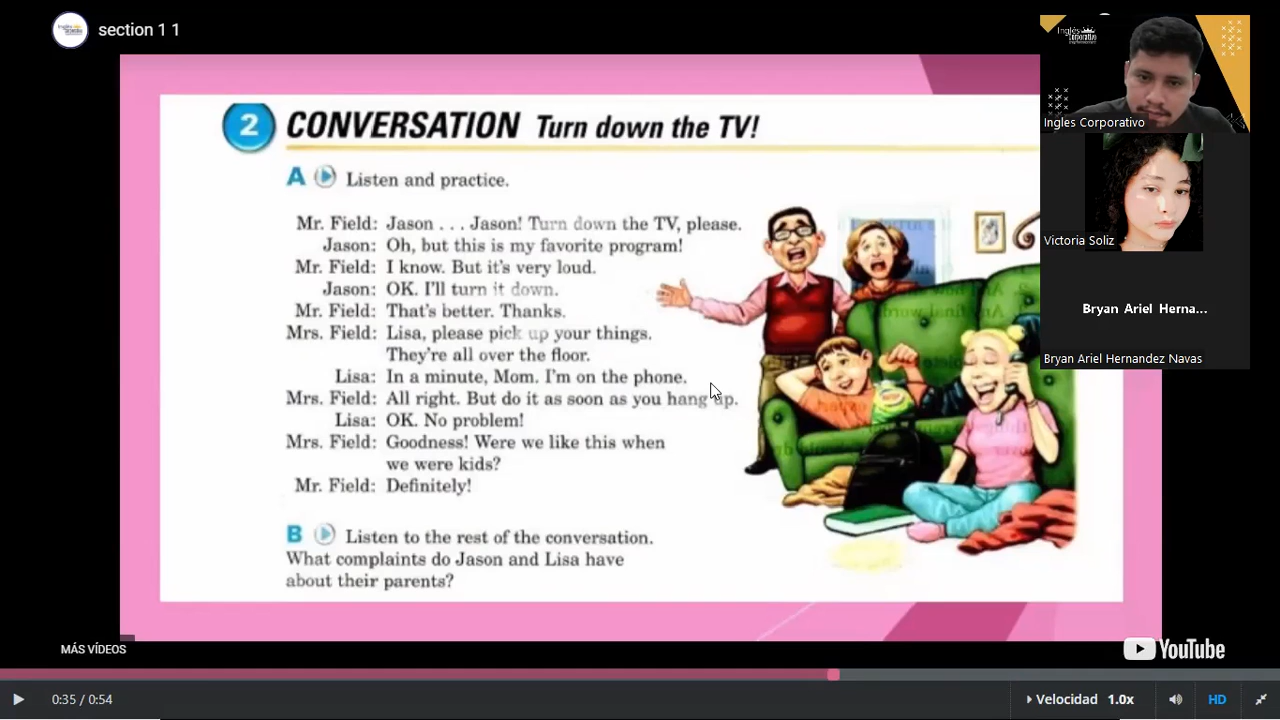 section 1 1
Inglés
Corporativo
Ingles Corporativo
Victoria Soliz
Bryan Ariel Herna...
Bryan Ariel Hernandez Navas
2 CONVERSATION Turn down the TV!
A Listen and practice.
Mr. Field: Jason . . . Jason! Turn down the TV, please.
Jason: Oh, but this is my favorite program!
Mr. Field: I know. But it's very loud.
Jason: OK. I'll turn it down.
Mr. Field: That's better. Thanks.
Mrs. Field: Lisa, please pick up your things.
They're all over the floor.
Lisa: In a minute, Mom. I'm on the phone.
Mrs. Field: All right. But do it as soon as you hang up.
Lisa: OK. No problem!
Mrs. Field: Goodness! Were we like this when
we were kids?
Mr. Field: Definitely!
B Listen to the rest of the conversation.
What complaints do Jason and Lisa have
about their parents?
MÁS VÍDEOS
YouTube
0:35 / 0:54
Velocidad 1.0x
HD